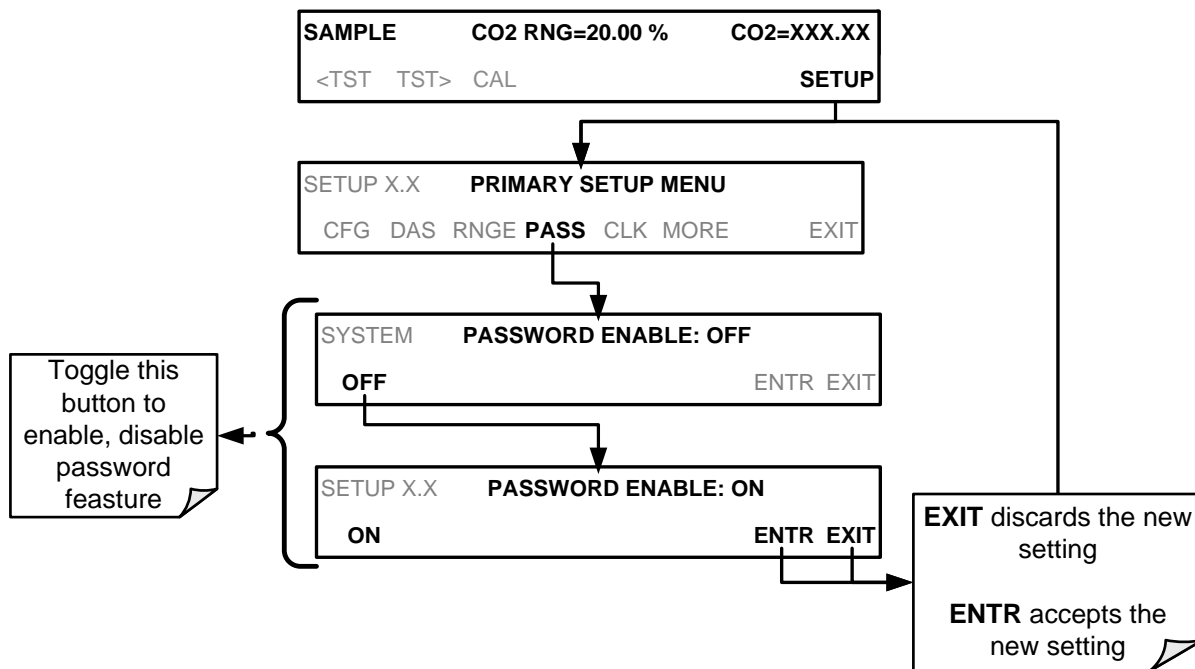 SAMPLE CO2 RNG=20.00 % CO2=XXX.XX
<TST TST> CAL SETUP
SETUP X.X PRIMARY SETUP MENU
CFG DAS RNGE PASS CLK MORE EXIT
SYSTEM PASSWORD ENABLE: OFF
OFF ENTR EXIT
Toggle this
button to
enable, disable
password
feasture
SETUP X.X PASSWORD ENABLE: ON
ON ENTR EXIT
EXIT discards the new
setting
ENTR accepts the
new setting